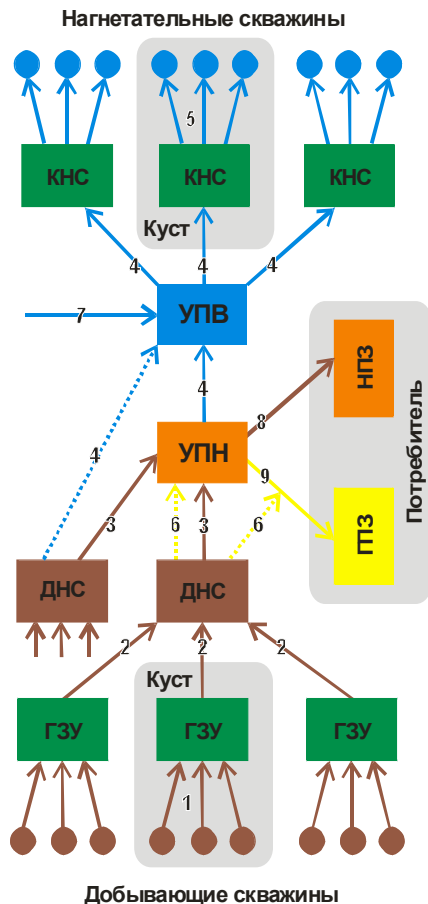 Нагнетательные скважины
5
КНС
КНС
КНС
Куст
4
4
4
7
УПВ
4
4
НПЗ
8
УПН
9
Потребитель
3
6
3
6
ГПЗ
ДНС
ДНС
2
2
2
Куст
ГЗУ
ГЗУ
ГЗУ
1
Добывающие скважины